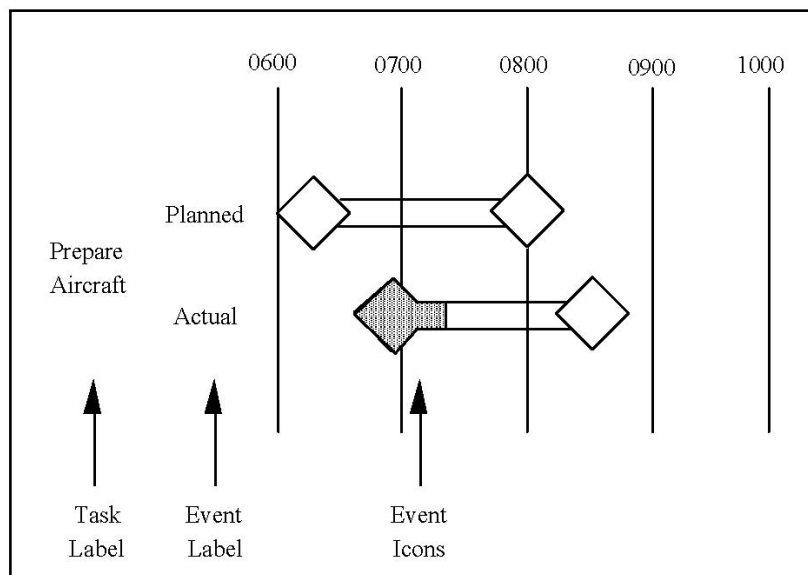 0600 0700 0800 0900 1000
Planned
Prepare
Aircraft
Actual
Task
Label
Event
Label
Event
Icons